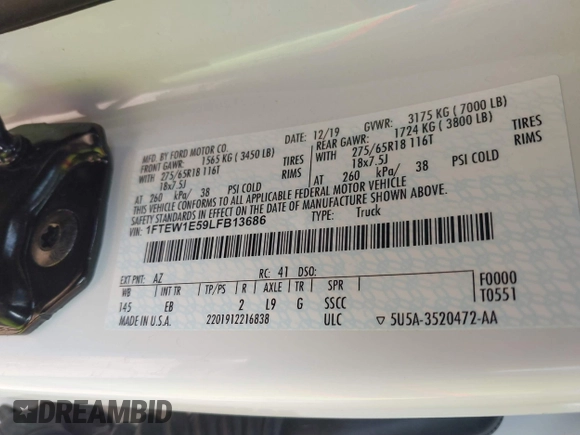 MFD. BY FORD MOTOR CO.
DATE: 12/19 GVWR: 3175 KG ( 7000 LB)
FRONT GAWR: 1565 KG ( 3450 LB) REAR GAWR: 1724 KG ( 3800 LB)
WITH 275/65R18 116T TIRES WITH 275/65R18 116T TIRES
18x7.5J RIMS 18x7.5J RIMS
AT 260 kPa/ 38 PSI COLD AT 260 kPa/ 38 PSI COLD
THIS VEHICLE CONFORMS TO ALL APPLICABLE FEDERAL MOTOR VEHICLE
SAFETY STANDARDS IN EFFECT ON THE DATE OF MANUFACTURE SHOWN ABOVE.
VIN: 1FTEW1E59LFB13686 TYPE: Truck
EXT PNT: AZ RC: 41 DSO:
WB INT TR TP/PS R AXLE TR SPR F0000
145 EB 2 L9 G SSCC T0551
MADE IN U.S.A. 2201912216838 ULC ▽ 5U5A-3520472-AA
DREAMBID